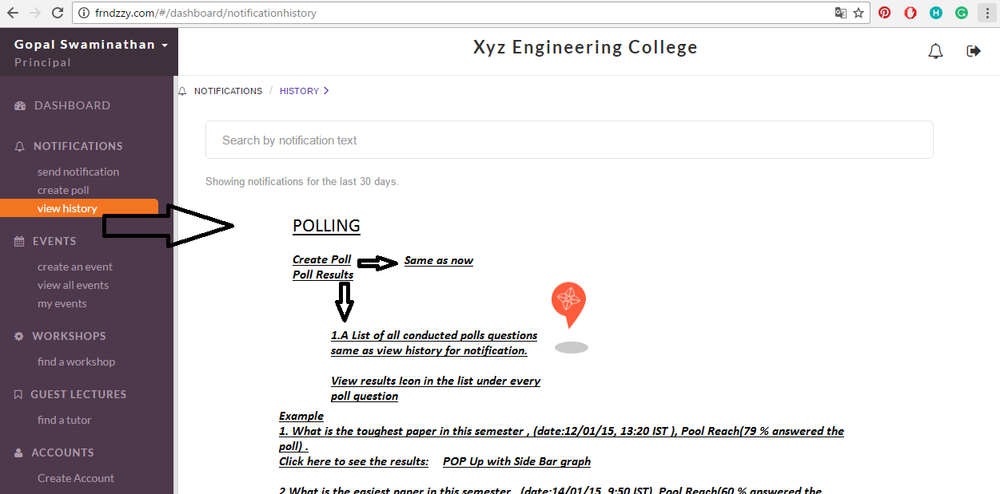 frndzzy.com/#/dashboard/notificationhistory
Gopal Swaminathan
Principal
Xyz Engineering College
DASHBOARD
NOTIFICATIONS
send notification
create poll
view history
EVENTS
create an event
view all events
my events
WORKSHOPS
find a workshop
GUEST LECTURES
find a tutor
ACCOUNTS
Create Account
NOTIFICATIONS / HISTORY
Search by notification text
Showing notifications for the last 30 days.
POLLING
Create Poll Same as now
Poll Results
1.A List of all conducted polls questions
same as view history for notification.
View results Icon in the list under every
poll question
Example
1. What is the toughest paper in this semester , (date:12/01/15, 13:20 IST ), Pool Reach(79 % answered the
poll) .
Click here to see the results: POP Up with Side Bar graph
2.What is the easiest paper in this semester , (date:14/01/15, 9:50 IST), Pool Reach(60 % answered the